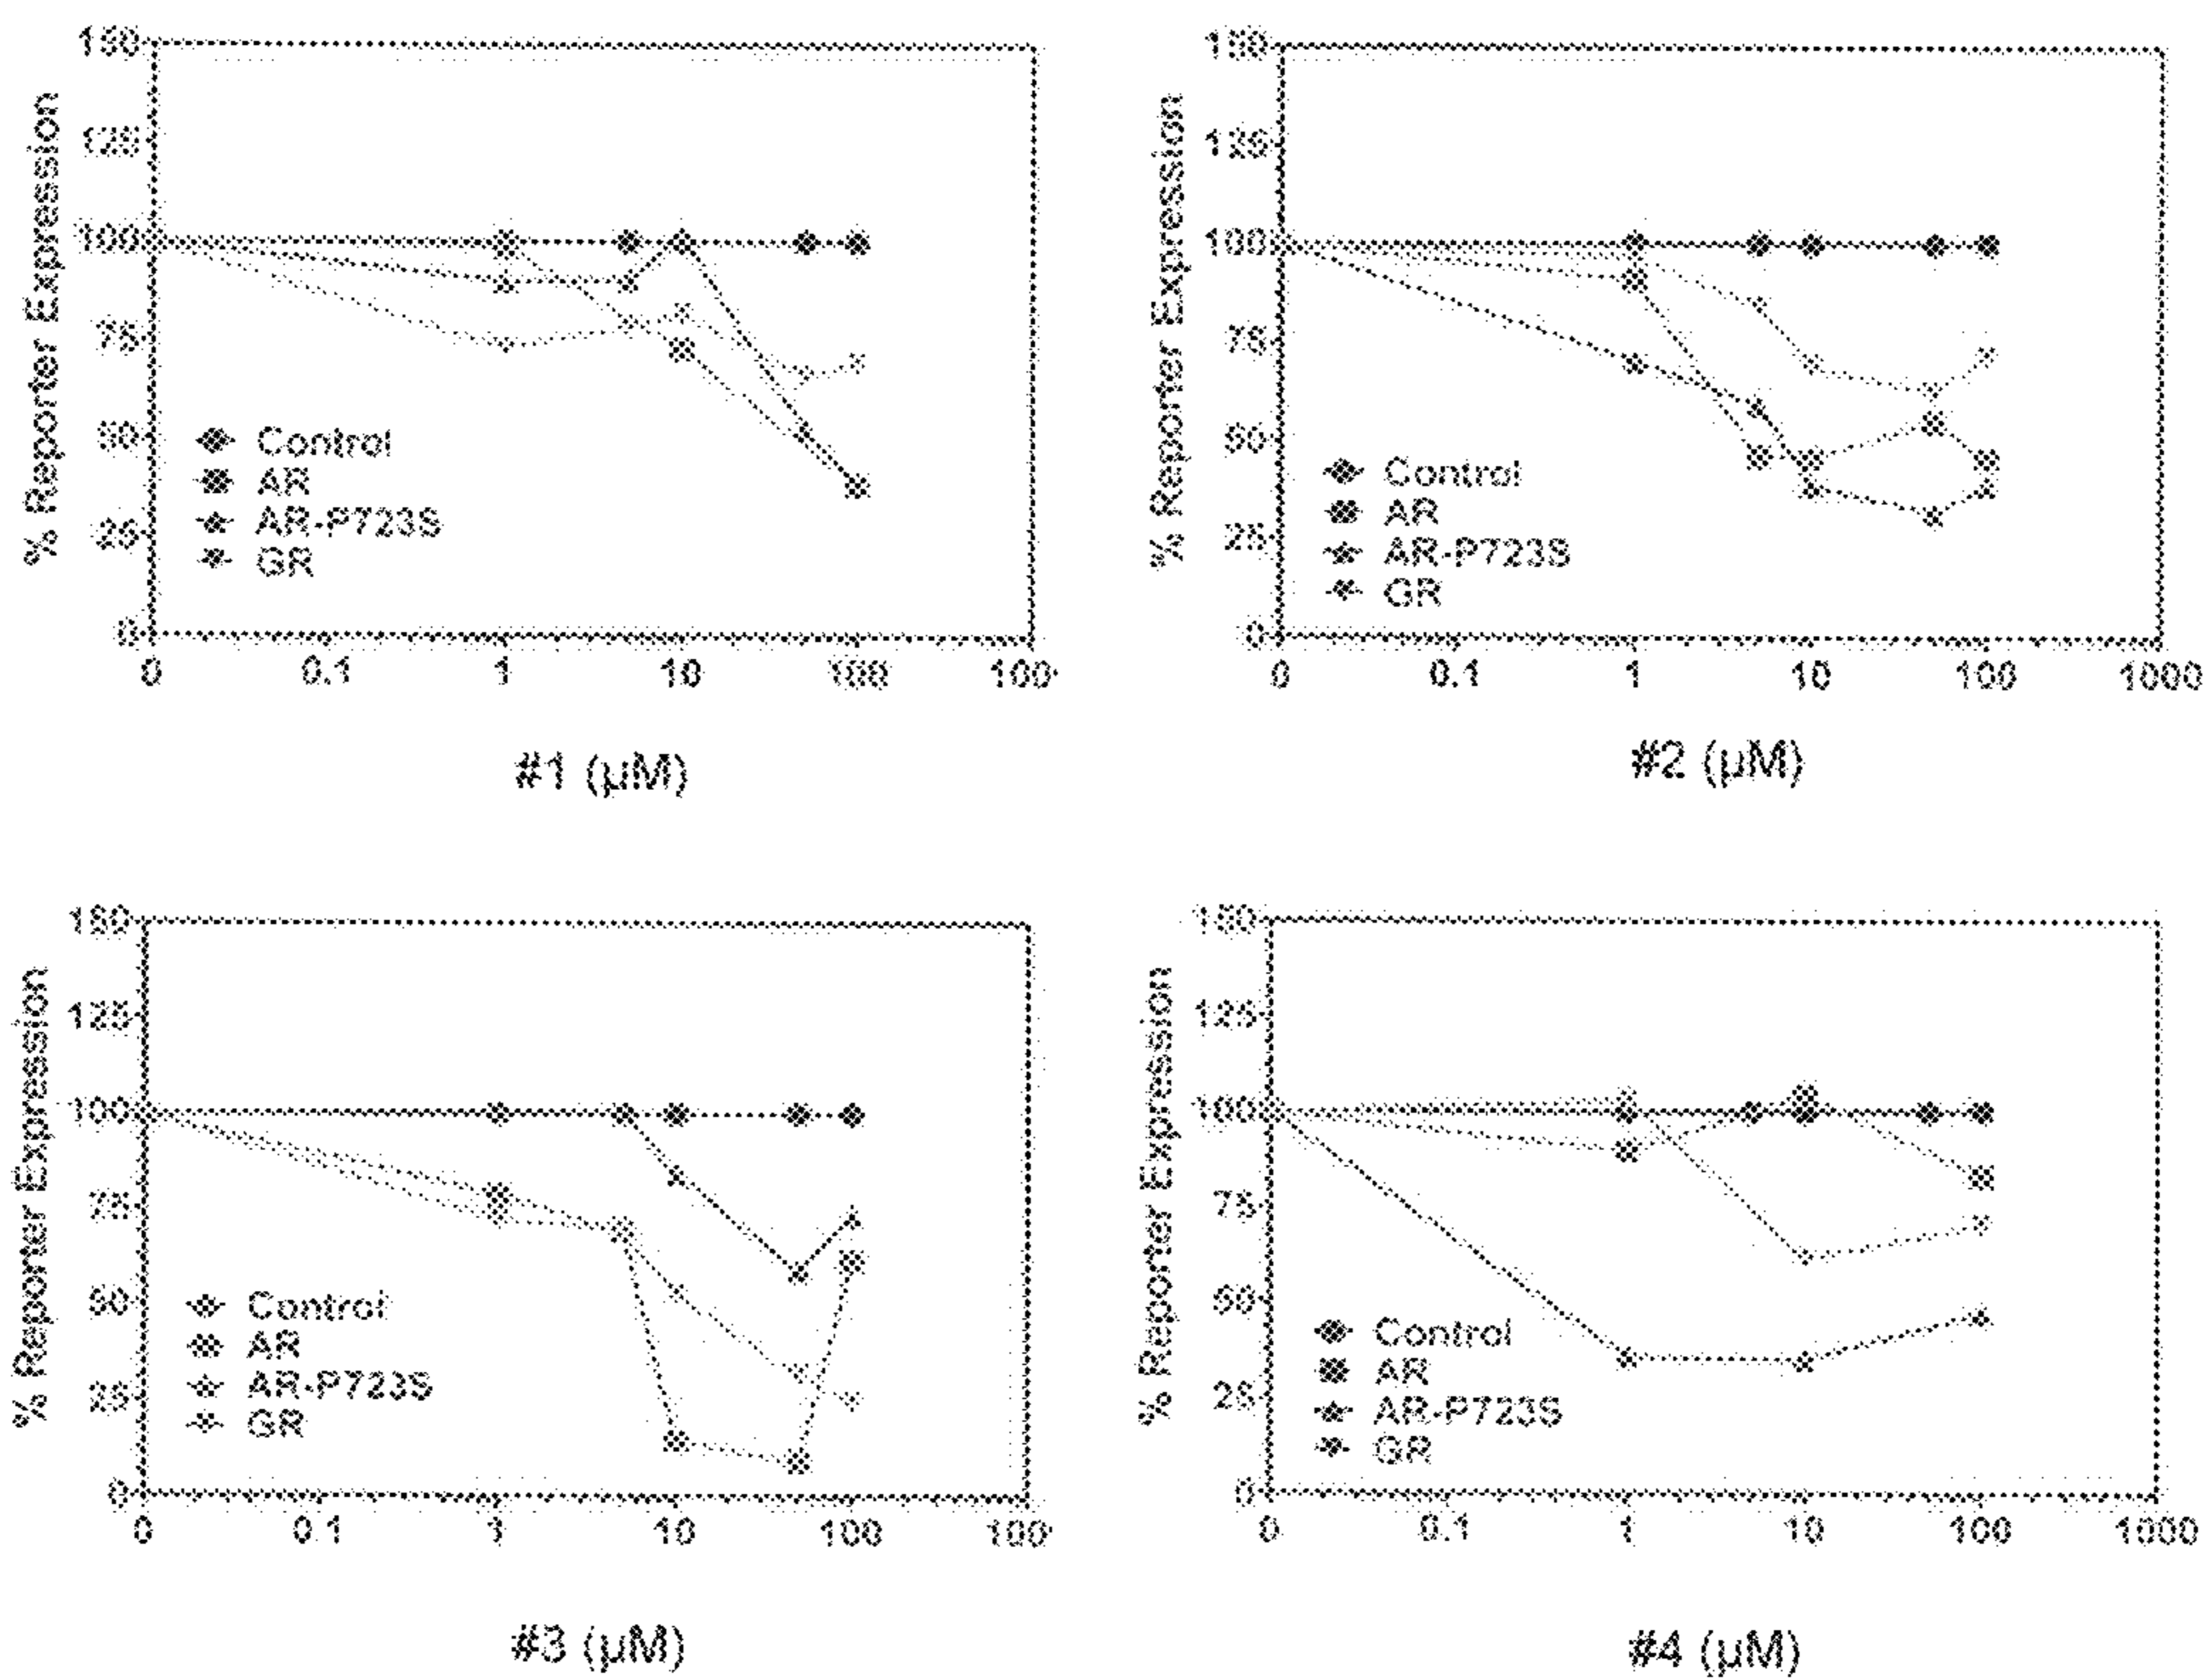 % Reporter Expression
150
125
100
75
50
25
0
Control
AR
AR-P723S
GR
0 0.1 1 10 100 100
#1 (µM)
% Reporter Expression
150
125
100
75
50
25
0
Control
AR
AR-P723S
GR
0 0.1 1 10 100 1000
#2 (µM)
% Reporter Expression
150
125
100
75
50
25
0
Control
AR
AR-P723S
GR
0 0.1 1 10 100 100
#3 (µM)
% Reporter Expression
150
125
100
75
50
25
0
Control
AR
AR-P723S
GR
0 0.1 1 10 100 1000
#4 (µM)